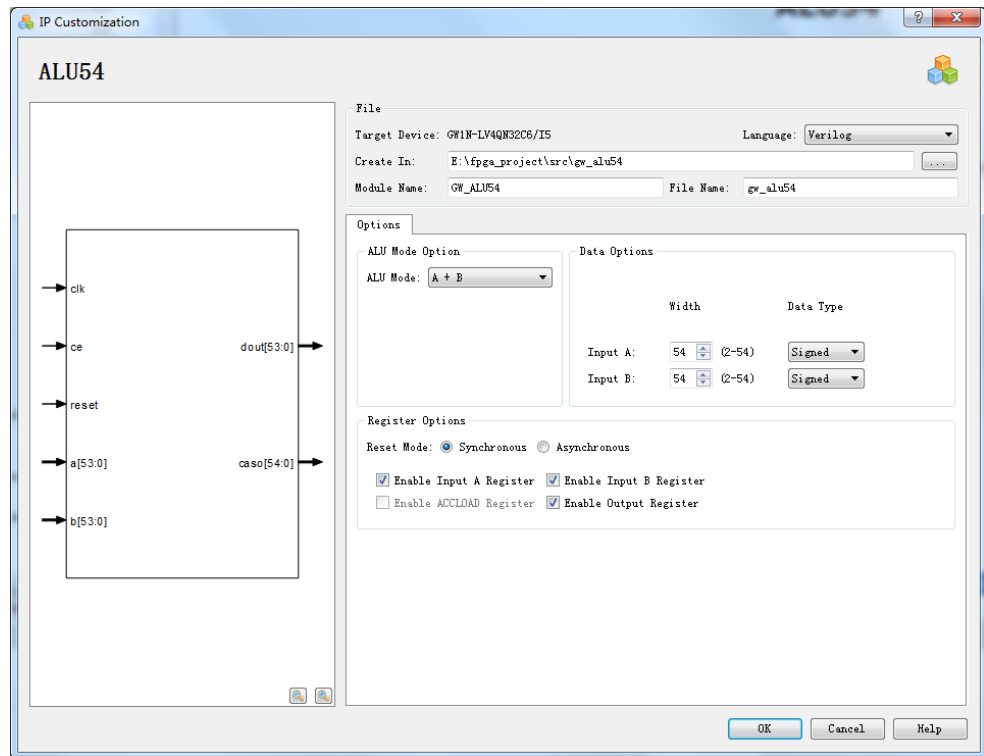 IP Customization
ALU54
File
Target Device: GW1N-LV4QN32C6/I5 Language: Verilog
Create In: E:\fpga_project\src\gw_alu54 ...
Module Name: GW_ALU54 File Name: gw_alu54
Options
ALU Mode Option
ALU Mode: A + B
Data Options
Width Data Type
Input A: 54 (2-54) Signed
Input B: 54 (2-54) Signed
Register Options
Reset Mode: Synchronous Asynchronous
Enable Input A Register Enable Input B Register
Enable ACCLOAD Register Enable Output Register
clk
ce dout[53:0]
reset
a[53:0] caso[54:0]
b[53:0]
OK Cancel Help